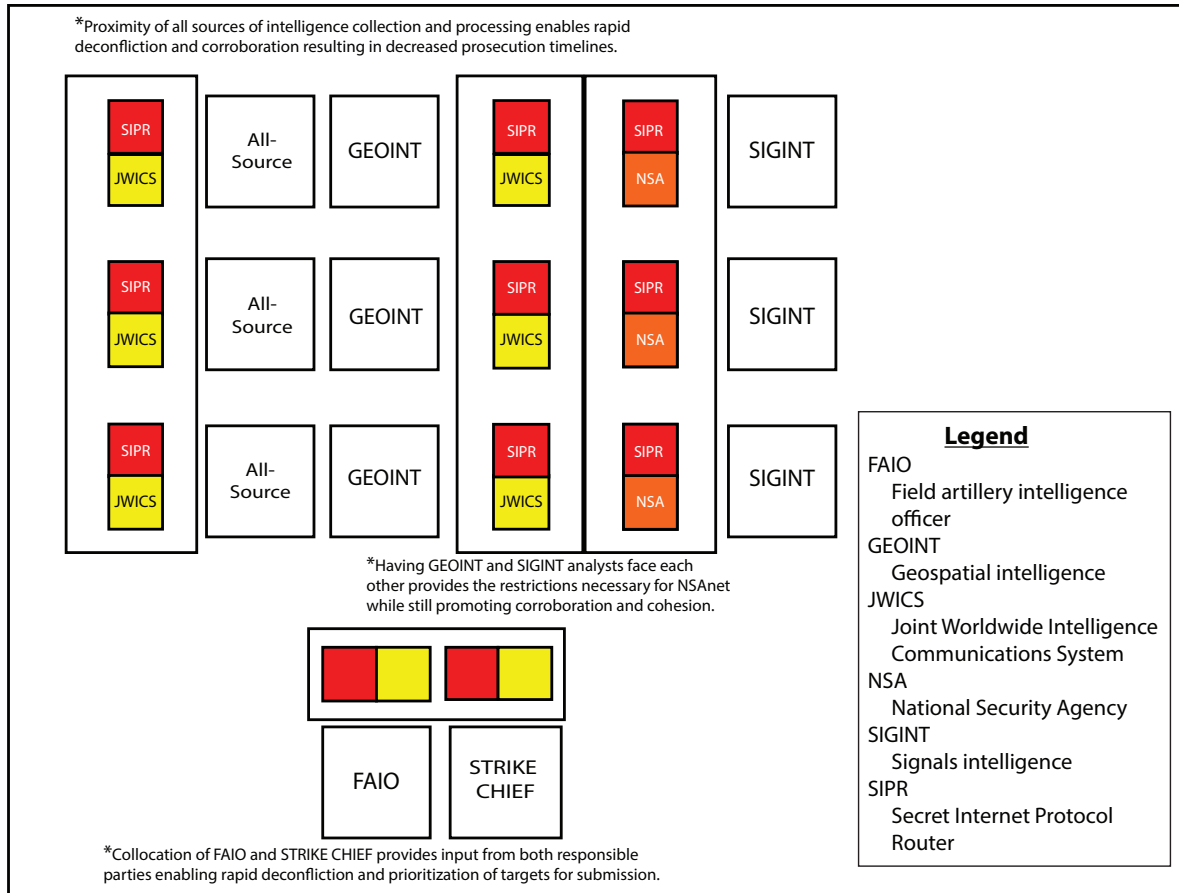 *Proximity of all sources of intelligence collection and processing enables rapid
deconfliction and corroboration resulting in decreased prosecution timelines.
SIPR
JWICS
All-
Source
GEOINT
SIPR
JWICS
SIPR
NSA
SIGINT
SIPR
JWICS
All-
Source
GEOINT
SIPR
JWICS
SIPR
NSA
SIGINT
SIPR
JWICS
All-
Source
GEOINT
SIPR
JWICS
SIPR
NSA
SIGINT
*Having GEOINT and SIGINT analysts face each
other provides the restrictions necessary for NSAnet
while still promoting corroboration and cohesion.
FAIO
STRIKE
CHIEF
*Collocation of FAIO and STRIKE CHIEF provides input from both responsible
parties enabling rapid deconfliction and prioritization of targets for submission.
Legend
FAIO
Field artillery intelligence
officer
GEOINT
Geospatial intelligence
JWICS
Joint Worldwide Intelligence
Communications System
NSA
National Security Agency
SIGINT
Signals intelligence
SIPR
Secret Internet Protocol
Router